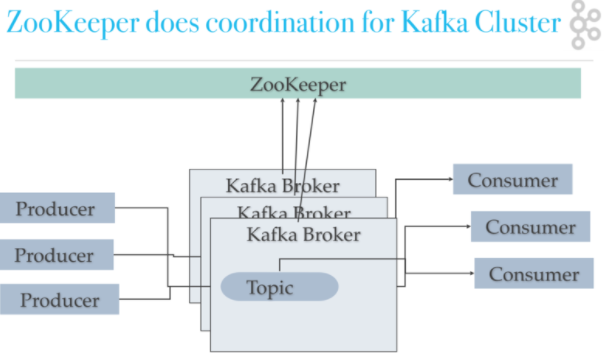 ZooKeeper does coordination for Kafka Cluster
ZooKeeper
Kafka Broker
Kafka Broker
Kafka Broker
Topic
Producer
Producer
Producer
Consumer
Consumer
Consumer